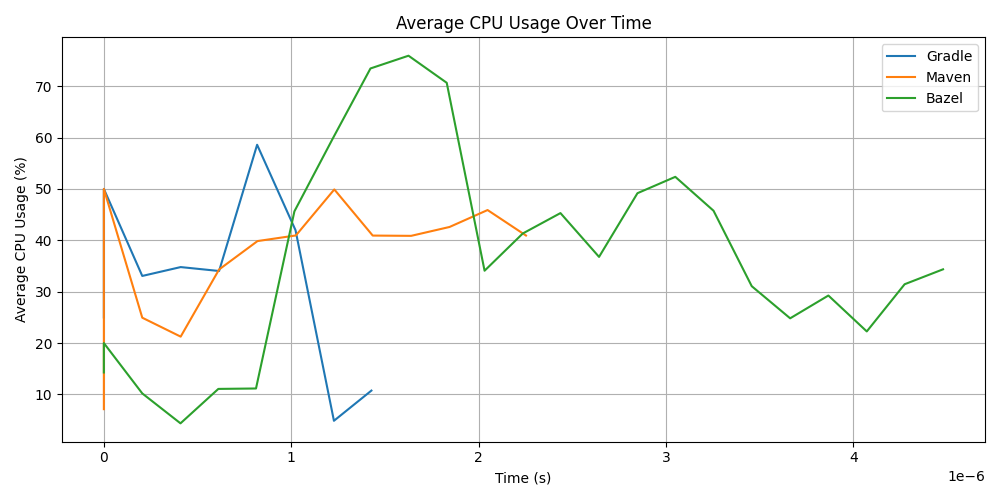 Average CPU Usage Over Time
Gradle
Maven
Bazel
Average CPU Usage (%)
70
60
50
40
30
20
10
0 1 2 3 4
1e−6
Time (s)